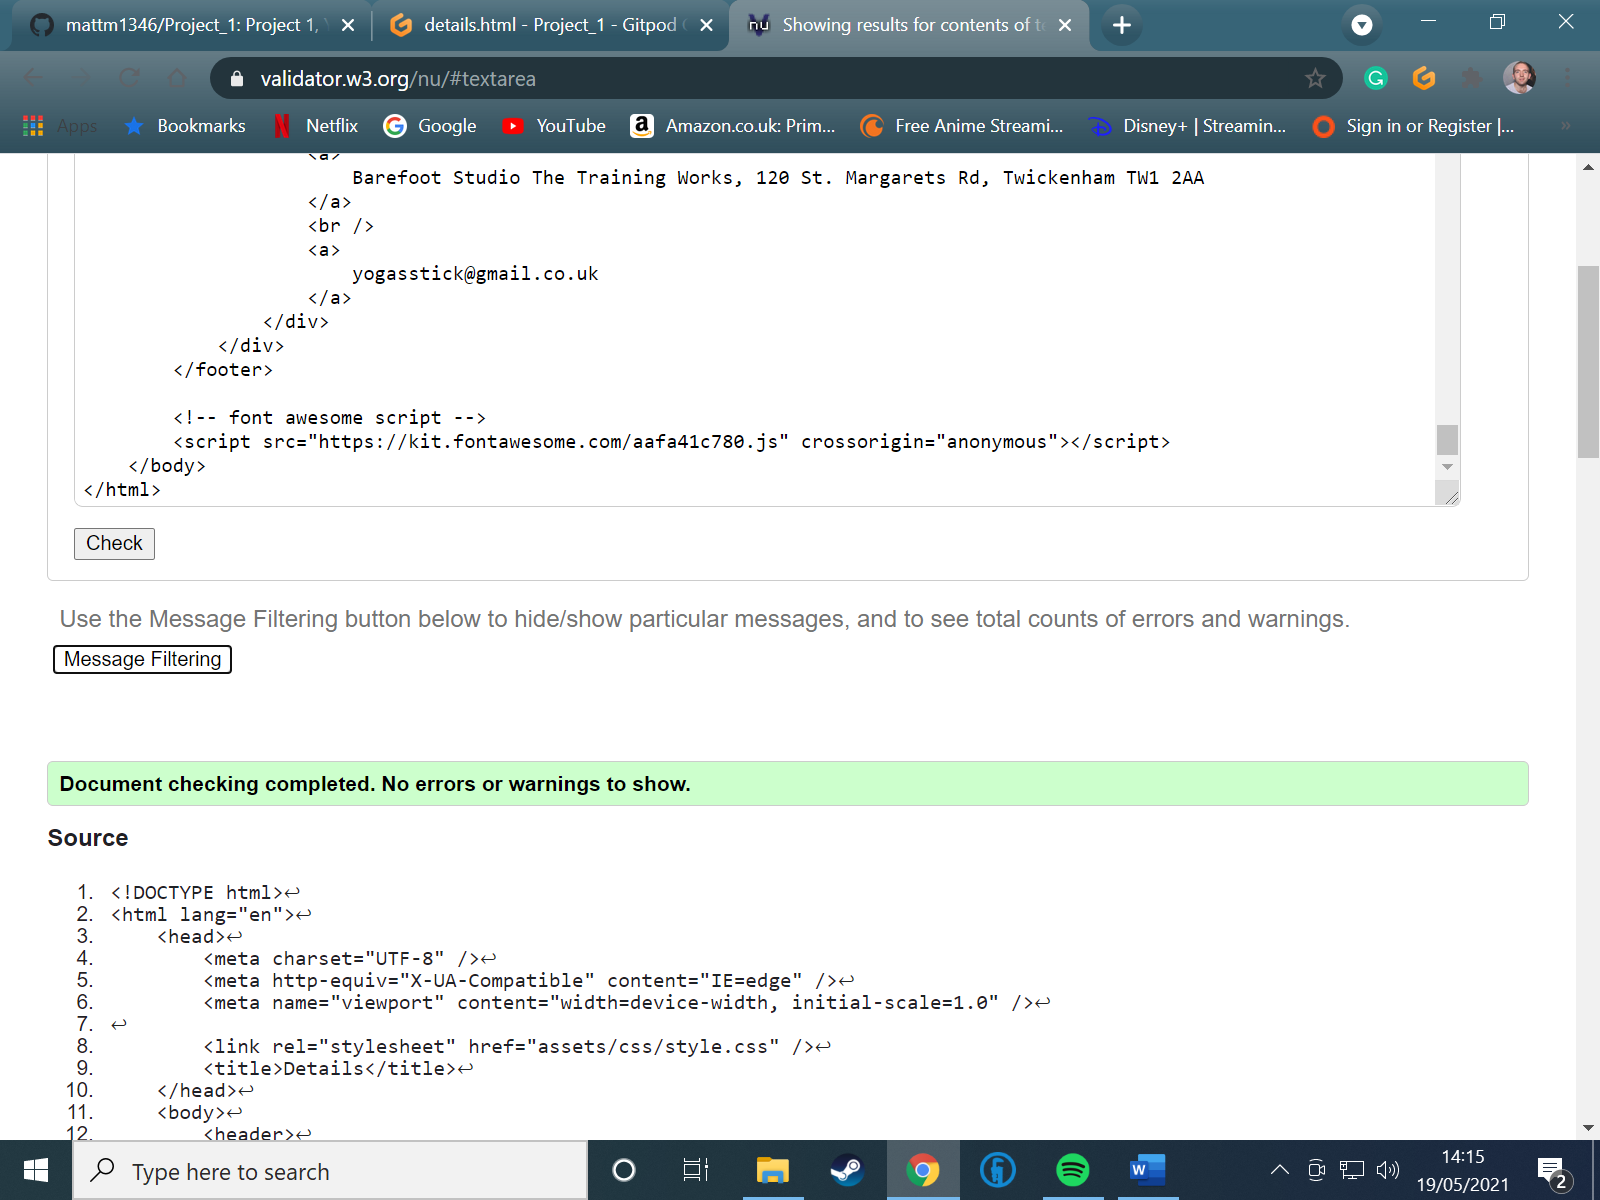 mattm1346/Project_1: Project 1,
details.html - Project_1 - Gitpod
nu Showing results for contents of te
validator.w3.org/nu/#textarea
Apps
Bookmarks
Netflix
Google
YouTube
Amazon.co.uk: Prim...
Free Anime Streami...
Disney+ | Streamin...
Sign in or Register |...
<a>
Barefoot Studio The Training Works, 120 St. Margarets Rd, Twickenham TW1 2AA
</a>
<br />
<a>
yogasstick@gmail.co.uk
</a>
</div>
</div>
</footer>
<!-- font awesome script -->
<script src="https://kit.fontawesome.com/aafa41c780.js" crossorigin="anonymous"></script>
</body>
</html>
Check
Use the Message Filtering button below to hide/show particular messages, and to see total counts of errors and warnings.
Message Filtering
Document checking completed. No errors or warnings to show.
Source
1. <!DOCTYPE html>↩
2. <html lang="en">↩
3. <head>↩
4. <meta charset="UTF-8" />↩
5. <meta http-equiv="X-UA-Compatible" content="IE=edge" />↩
6. <meta name="viewport" content="width=device-width, initial-scale=1.0" />↩
7. ↩
8. <link rel="stylesheet" href="assets/css/style.css" />↩
9. <title>Details</title>↩
10. </head>↩
11. <body>↩
12. <header>↩
Type here to search
14:15
19/05/2021
2